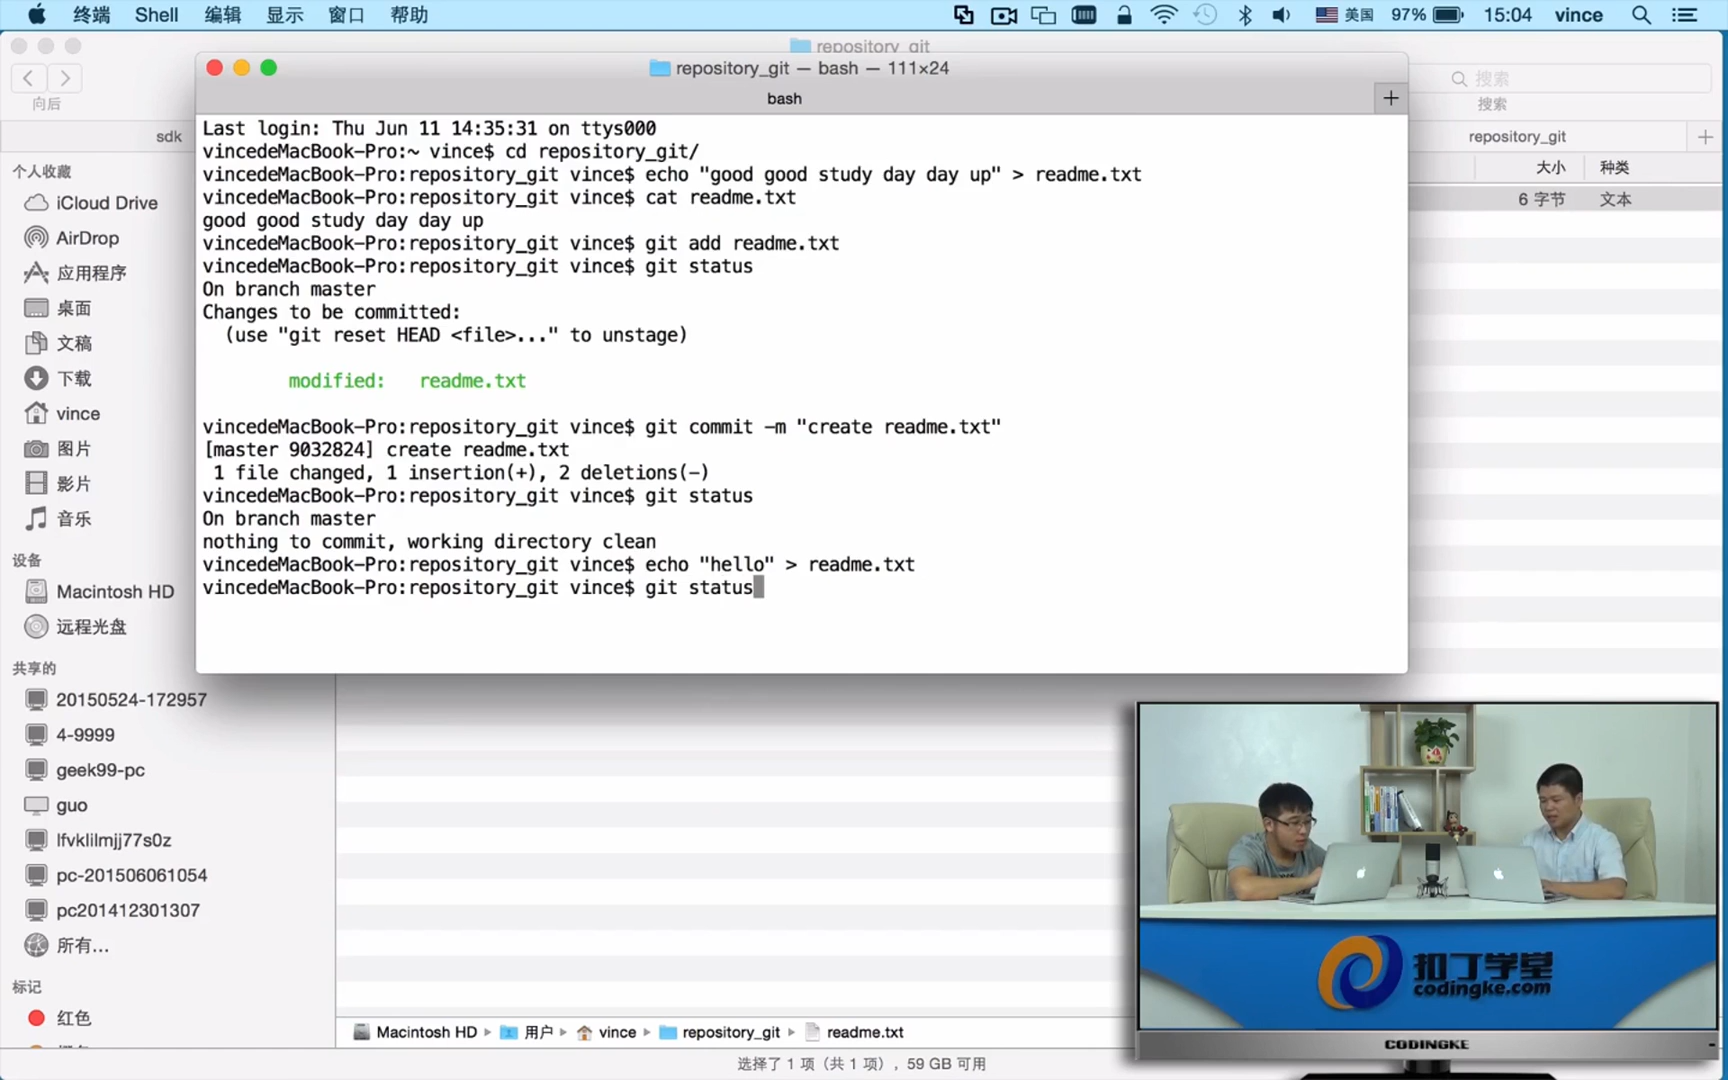 终端 Shell 编辑 显示 窗口 帮助 美国 97% 15:04 vince
repository_git
向后
搜索
搜索
repository_git — bash — 111×24
bash
sdk
repository_git
大小 种类
6 字节 文本
个人收藏
iCloud Drive
AirDrop
应用程序
桌面
文稿
下载
vince
图片
影片
音乐
设备
Macintosh HD
远程光盘
共享的
20150524-172957
4-9999
geek99-pc
guo
lfvklilmjj77s0z
pc-201506061054
pc201412301307
所有...
标记
红色
Last login: Thu Jun 11 14:35:31 on ttys000
vincedeMacBook-Pro:~ vince$ cd repository_git/
vincedeMacBook-Pro:repository_git vince$ echo "good good study day day up" > readme.txt
vincedeMacBook-Pro:repository_git vince$ cat readme.txt
good good study day day up
vincedeMacBook-Pro:repository_git vince$ git add readme.txt
vincedeMacBook-Pro:repository_git vince$ git status
On branch master
Changes to be committed:
(use "git reset HEAD <file>..." to unstage)
modified: readme.txt
vincedeMacBook-Pro:repository_git vince$ git commit -m "create readme.txt"
[master 9032824] create readme.txt
1 file changed, 1 insertion(+), 2 deletions(-)
vincedeMacBook-Pro:repository_git vince$ git status
On branch master
nothing to commit, working directory clean
vincedeMacBook-Pro:repository_git vince$ echo "hello" > readme.txt
vincedeMacBook-Pro:repository_git vince$ git status
扣丁学堂
codingke.com
CODINGKE
Macintosh HD 用户 vince repository_git readme.txt
选择了 1 项（共 1 项），59 GB 可用